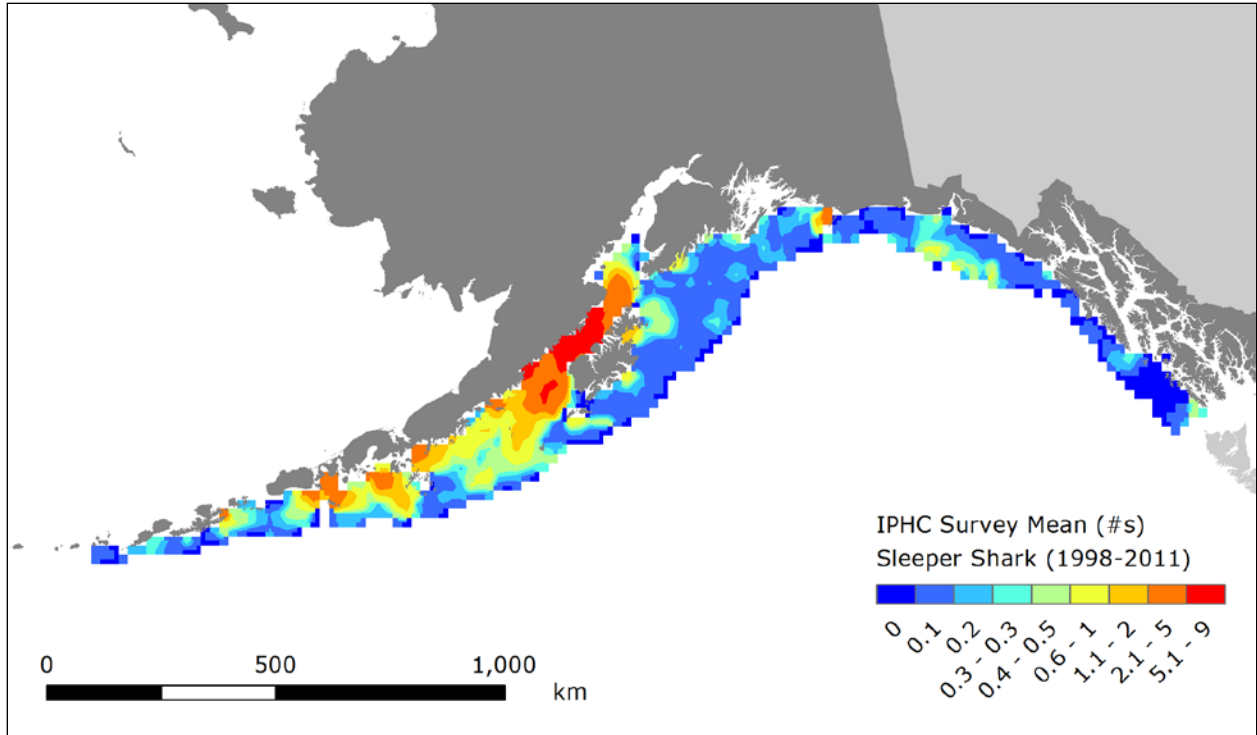 IPHC Survey Mean (#s)
Sleeper Shark (1998-2011)
0
0.1
0.2
0.3 - 0.3
0.4 - 0.5
0.6 - 1
1.1 - 2
2.1 - 5
5.1 - 9
0 500 1,000
km